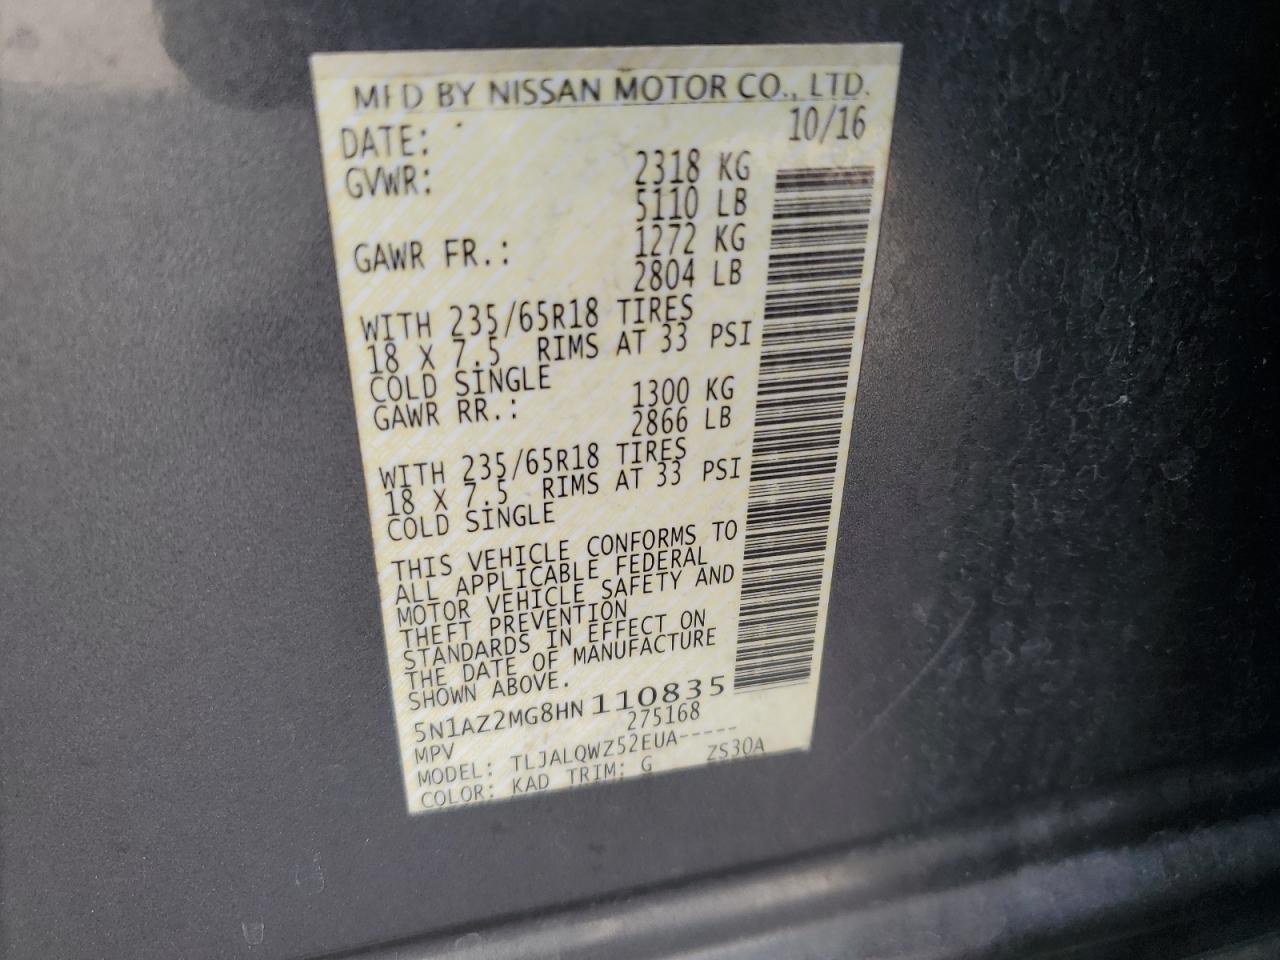 MFD BY NISSAN MOTOR CO., LTD.
DATE: 10/16
GVWR: 2318 KG
5110 LB
GAWR FR.: 1272 KG
2804 LB
WITH 235/65R18 TIRES
18 X 7.5 RIMS AT 33 PSI
COLD SINGLE
GAWR RR.: 1300 KG
2866 LB
WITH 235/65R18 TIRES
18 X 7.5 RIMS AT 33 PSI
COLD SINGLE
THIS VEHICLE CONFORMS TO
ALL APPLICABLE FEDERAL
MOTOR VEHICLE SAFETY AND
THEFT PREVENTION
STANDARDS IN EFFECT ON
THE DATE OF MANUFACTURE
SHOWN ABOVE.
5N1AZ2MG8HN110835
MPV 275168
MODEL: TLJALQWZ52EUA-----
COLOR: KAD TRIM: G ZS30A